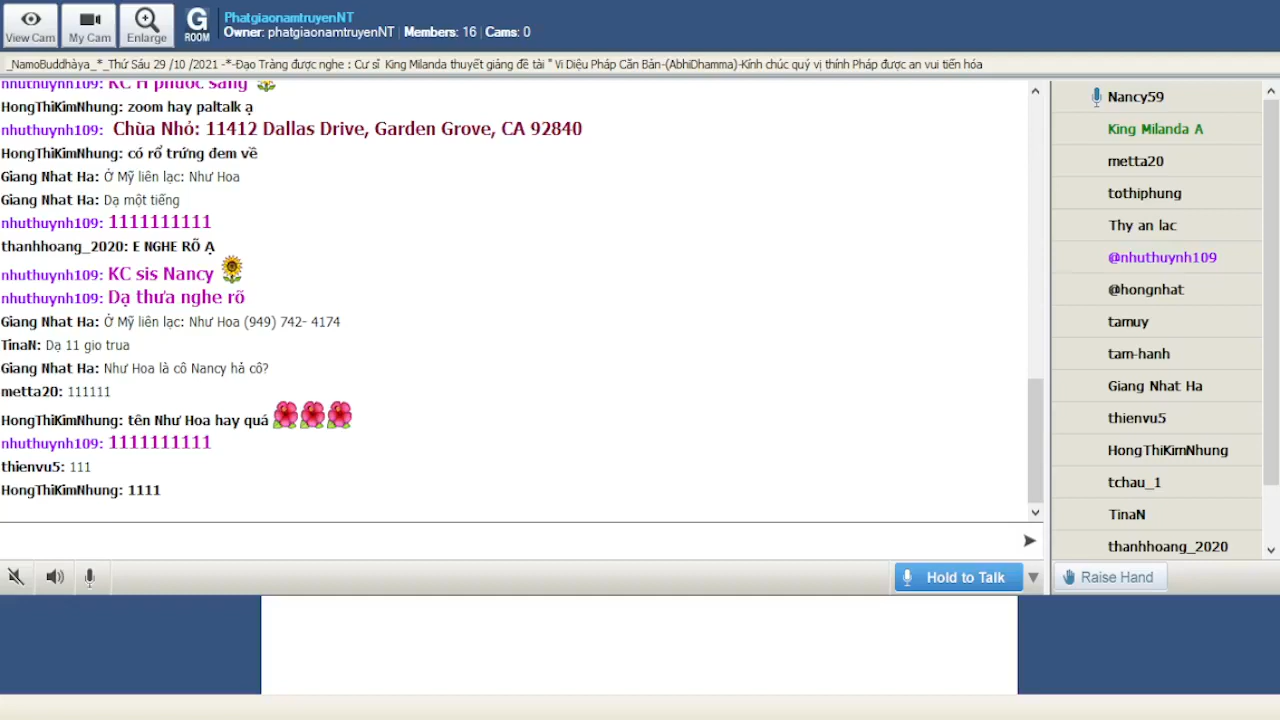 View Cam
My Cam
Enlarge
G
ROOM
PhatgiaonamtruyenNT
Owner: phatgiaonamtruyenNT | Members: 16 | Cams: 0
_NamoBuddhàya_*_Thứ Sáu 29 /10 /2021 -*-Đạo Tràng được nghe : Cư sĩ King Milanda thuyết giảng đề tài " Vi Diệu Pháp Căn Bản-(AbhiDhamma)-Kính chúc quý vị thính Pháp được an vui tiến hóa
nhuthuynh109: KC H phuoc sang
HongThiKimNhung: zoom hay paltalk ạ
nhuthuynh109: Chùa Nhỏ: 11412 Dallas Drive, Garden Grove, CA 92840
HongThiKimNhung: có rổ trứng đem về
Giang Nhat Ha: Ở Mỹ liên lạc: Như Hoa
Giang Nhat Ha: Dạ một tiếng
nhuthuynh109: 1111111111
thanhhoang_2020: E NGHE RÕ Ạ
nhuthuynh109: KC sis Nancy
nhuthuynh109: Dạ thưa nghe rõ
Giang Nhat Ha: Ở Mỹ liên lạc: Như Hoa (949) 742- 4174
TinaN: Dạ 11 gio trua
Giang Nhat Ha: Như Hoa là cô Nancy hả cô?
metta20: 111111
HongThiKimNhung: tên Như Hoa hay quá
nhuthuynh109: 1111111111
thienvu5: 111
HongThiKimNhung: 1111
Nancy59
King Milanda A
metta20
tothiphung
Thy an lac
@nhuthuynh109
@hongnhat
tamuy
tam-hanh
Giang Nhat Ha
thienvu5
HongThiKimNhung
tchau_1
TinaN
thanhhoang_2020
Hold to Talk
Raise Hand